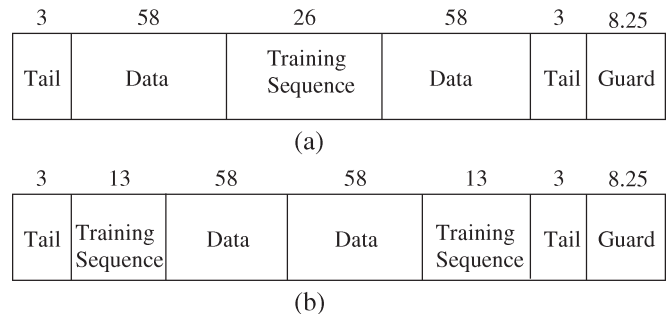 3 58 26 58 3 8.25
Tail Data Training Sequence Data Tail Guard
(a)
3 13 58 58 13 3 8.25
Tail Training Sequence Data Data Training Sequence Tail Guard
(b)